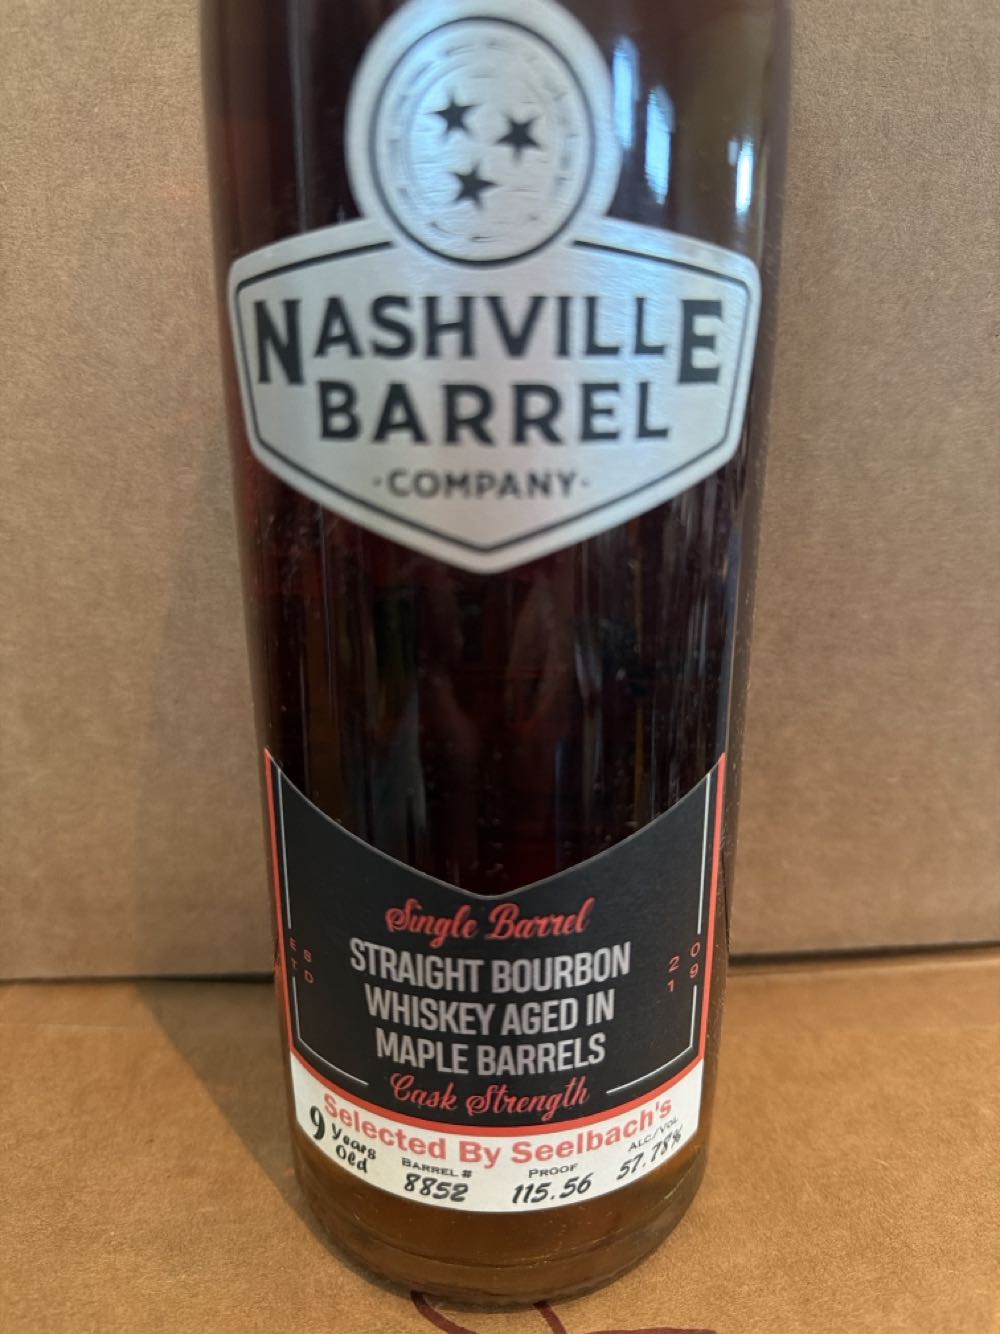 NASHVILLE
BARREL
·COMPANY·
Single Barrel
STRAIGHT BOURBON
WHISKEY AGED IN
MAPLE BARRELS
Cask Strength
ESTD
2019
Selected By Seelbach's
9 Years Old
BARREL # 8852
PROOF 115.56
ALC/VOL 57.78%